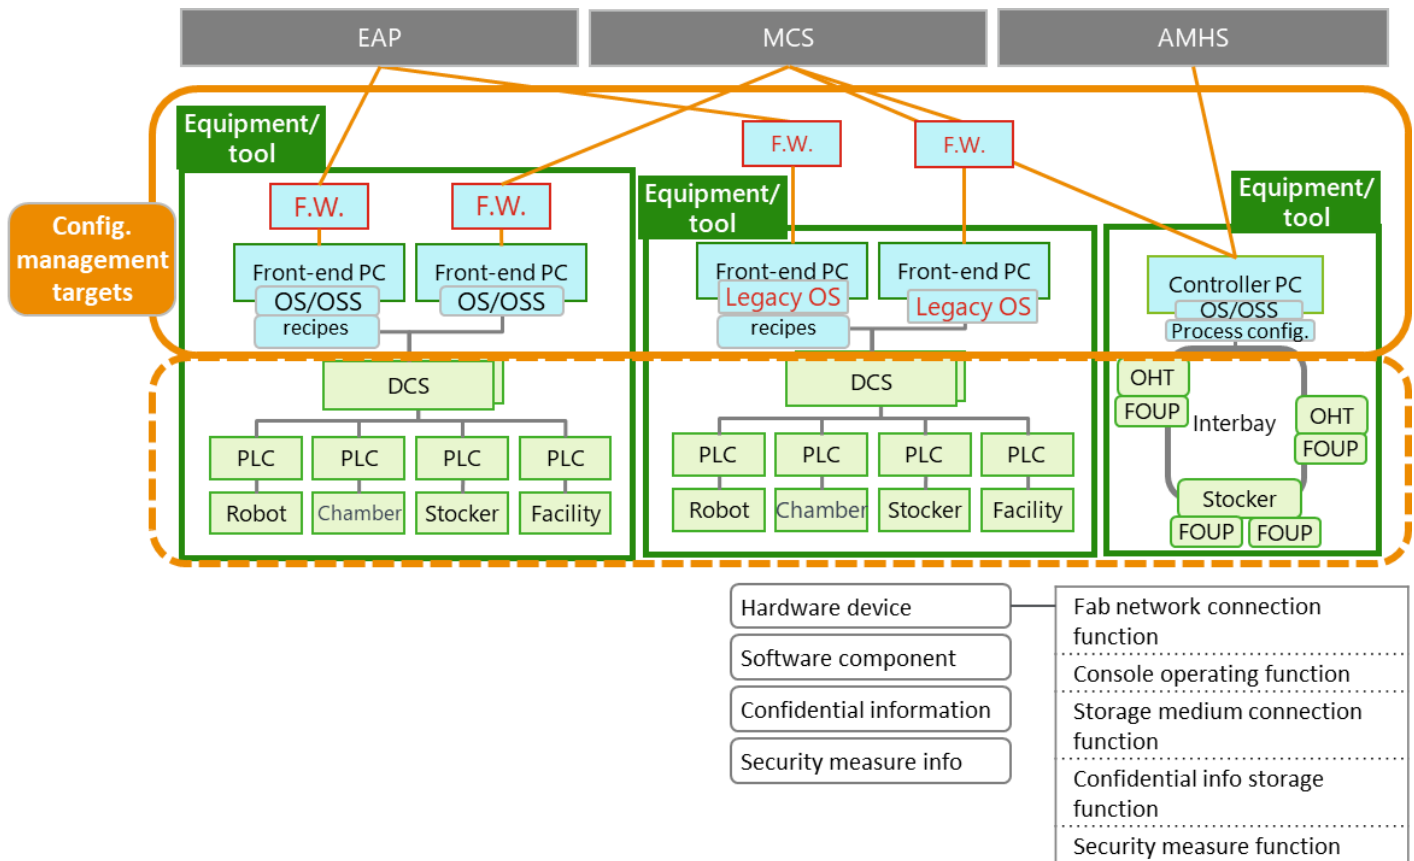 EAP
MCS
AMHS
Equipment/
tool
F.W.
F.W.
Front-end PC
OS/OSS
recipes
Front-end PC
OS/OSS
DCS
PLC
PLC
PLC
PLC
Robot
Chamber
Stocker
Facility
F.W.
F.W.
Equipment/
tool
Front-end PC
Legacy OS
recipes
Front-end PC
Legacy OS
DCS
PLC
PLC
PLC
PLC
Robot
Chamber
Stocker
Facility
Equipment/
tool
Controller PC
OS/OSS
Process config.
OHT
FOUP
Interbay
OHT
FOUP
Stocker
FOUP
FOUP
Config.
management
targets
Hardware device
Software component
Confidential information
Security measure info
Fab network connection
function
Console operating function
Storage medium connection
function
Confidential info storage
function
Security measure function